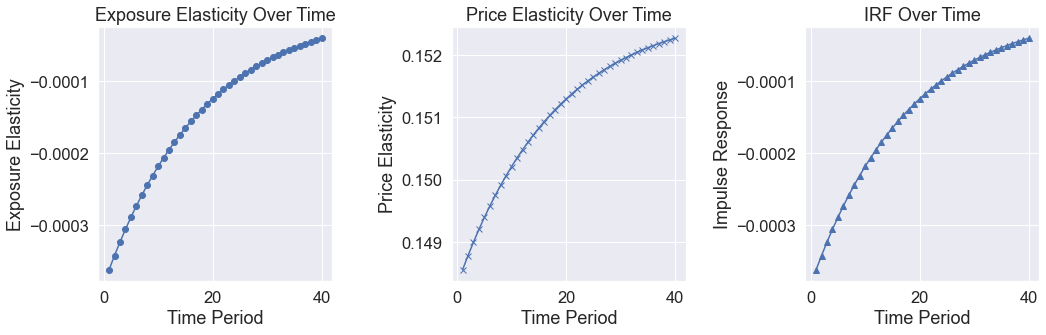 Exposure Elasticity Over Time
Exposure Elasticity
−0.0001
−0.0002
−0.0003
0
20
40
Time Period
Price Elasticity Over Time
Price Elasticity
0.152
0.151
0.150
0.149
0
20
40
Time Period
IRF Over Time
Impulse Response
−0.0001
−0.0002
−0.0003
0
20
40
Time Period